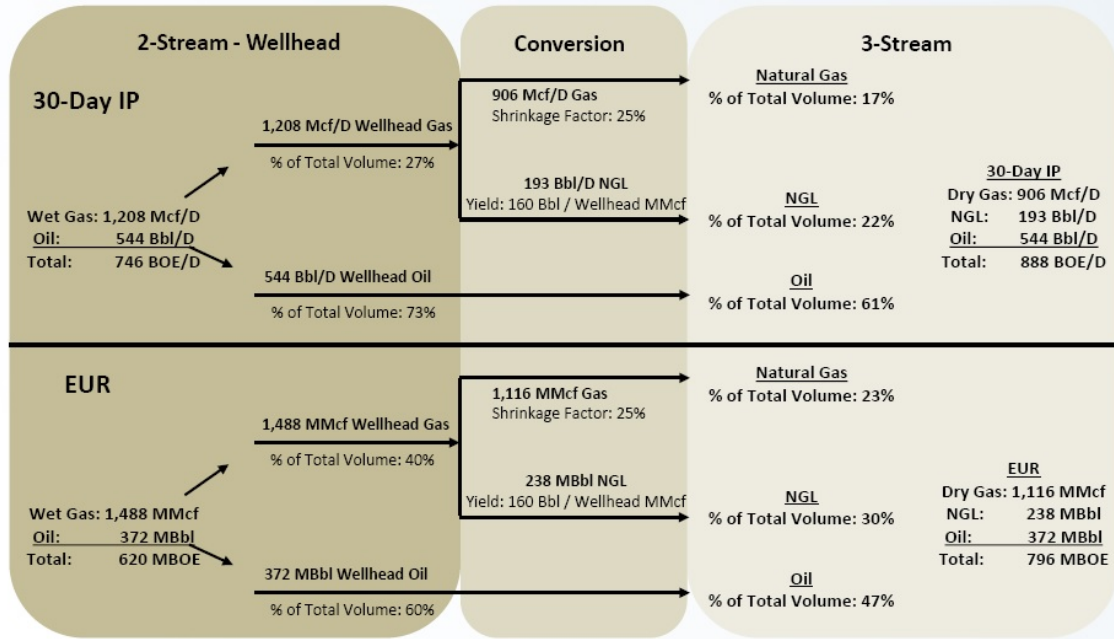 2-Stream - Wellhead
Conversion
3-Stream
30-Day IP
1,208 Mcf/D Wellhead Gas
% of Total Volume: 27%
Wet Gas: 1,208 Mcf/D
Oil: 544 Bbl/D
Total: 746 BOE/D
544 Bbl/D Wellhead Oil
% of Total Volume: 73%
906 Mcf/D Gas
Shrinkage Factor: 25%
193 Bbl/D NGL
Yield: 160 Bbl / Wellhead MMcf
Natural Gas
% of Total Volume: 17%
NGL
% of Total Volume: 22%
Oil
% of Total Volume: 61%
30-Day IP
Dry Gas: 906 Mcf/D
NGL: 193 Bbl/D
Oil: 544 Bbl/D
Total: 888 BOE/D
EUR
1,488 MMcf Wellhead Gas
% of Total Volume: 40%
Wet Gas: 1,488 MMcf
Oil: 372 MBbl
Total: 620 MBOE
372 MBbl Wellhead Oil
% of Total Volume: 60%
1,116 MMcf Gas
Shrinkage Factor: 25%
238 MBbl NGL
Yield: 160 Bbl / Wellhead MMcf
Natural Gas
% of Total Volume: 23%
NGL
% of Total Volume: 30%
Oil
% of Total Volume: 47%
EUR
Dry Gas: 1,116 MMcf
NGL: 238 MBbl
Oil: 372 MBbl
Total: 796 MBOE